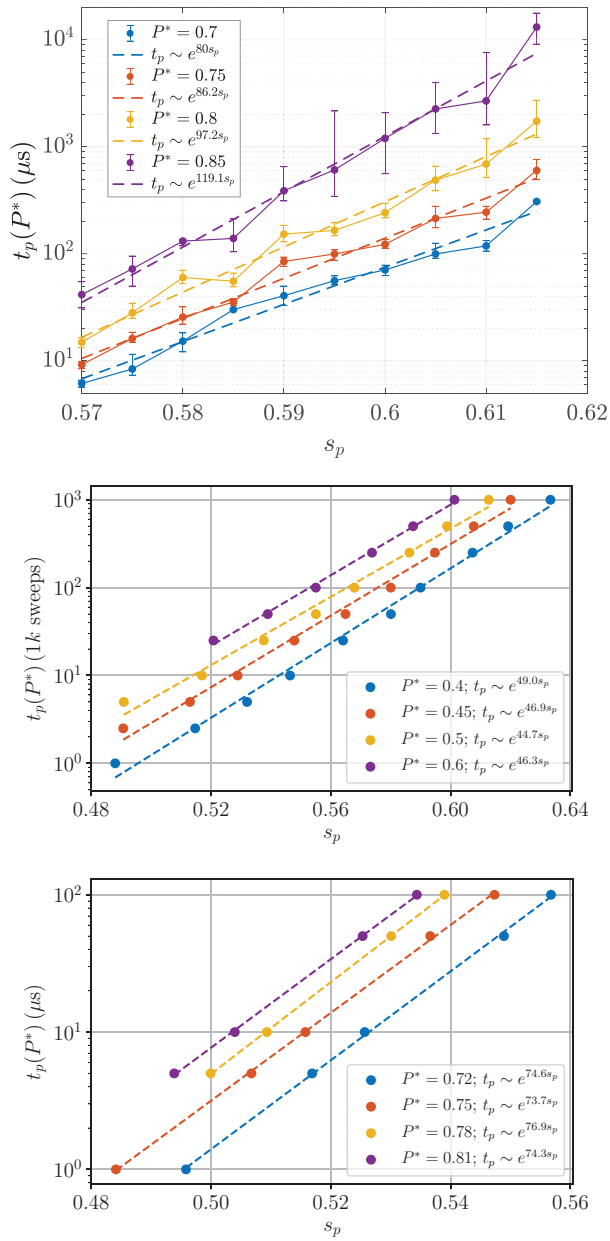 10^4
10^3
10^2
10^1
t_p(P*) (μs)
P* = 0.7
t_p ∼ e^{80s_p}
P* = 0.75
t_p ∼ e^{86.2s_p}
P* = 0.8
t_p ∼ e^{97.2s_p}
P* = 0.85
t_p ∼ e^{119.1s_p}
0.57 0.58 0.59 0.6 0.61 0.62
s_p
10^3
10^2
10^1
10^0
t_p(P*) (1k sweeps)
P* = 0.4; t_p ∼ e^{49.0s_p}
P* = 0.45; t_p ∼ e^{46.9s_p}
P* = 0.5; t_p ∼ e^{44.7s_p}
P* = 0.6; t_p ∼ e^{46.3s_p}
0.48 0.52 0.56 0.60 0.64
s_p
10^2
10^1
10^0
t_p(P*) (μs)
P* = 0.72; t_p ∼ e^{74.6s_p}
P* = 0.75; t_p ∼ e^{73.7s_p}
P* = 0.78; t_p ∼ e^{76.9s_p}
P* = 0.81; t_p ∼ e^{74.3s_p}
0.48 0.50 0.52 0.54 0.56
s_p